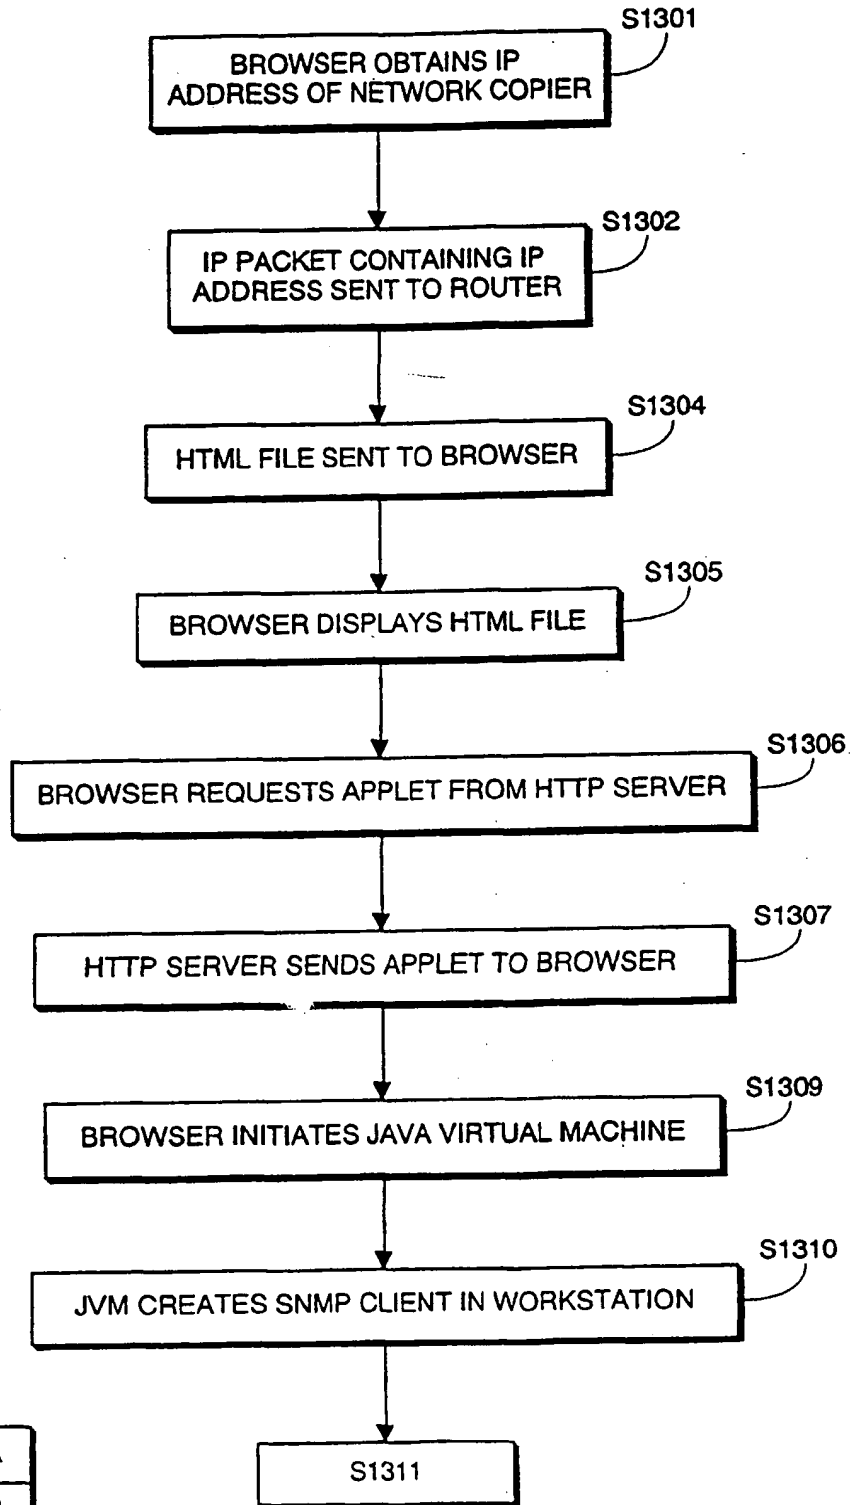 S1301
BROWSER OBTAINS IP
ADDRESS OF NETWORK COPIER
S1302
IP PACKET CONTAINING IP
ADDRESS SENT TO ROUTER
S1304
HTML FILE SENT TO BROWSER
S1305
BROWSER DISPLAYS HTML FILE
S1306
BROWSER REQUESTS APPLET FROM HTTP SERVER
S1307
HTTP SERVER SENDS APPLET TO BROWSER
S1309
BROWSER INITIATES JAVA VIRTUAL MACHINE
S1310
JVM CREATES SNMP CLIENT IN WORKSTATION
S1311